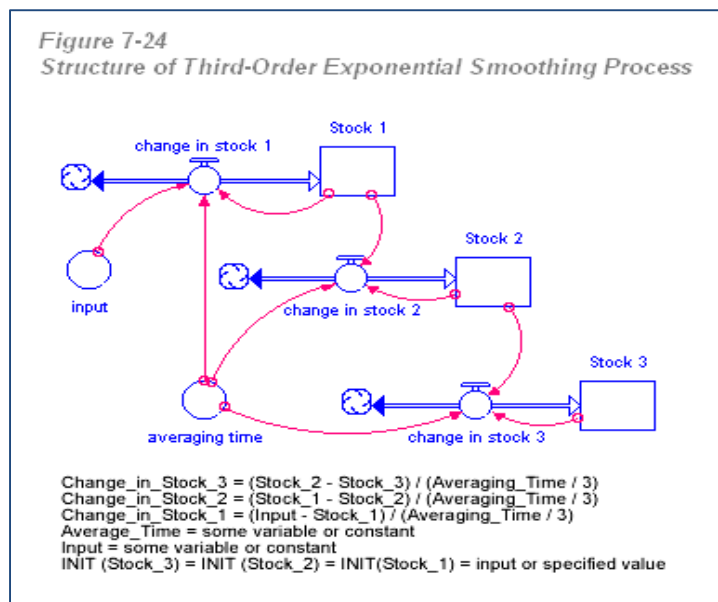 Figure 7-24
Structure of Third-Order Exponential Smoothing Process
Stock 1
change in stock 1
Stock 2
input
change in stock 2
Stock 3
averaging time
change in stock 3
Change_in_Stock_3 = (Stock_2 - Stock_3) / (Averaging_Time / 3)
Change_in_Stock_2 = (Stock_1 - Stock_2) / (Averaging_Time / 3)
Change_in_Stock_1 = (Input - Stock_1) / (Averaging_Time / 3)
Average_Time = some variable or constant
Input = some variable or constant
INIT (Stock_3) = INIT (Stock_2) = INIT(Stock_1) = input or specified value